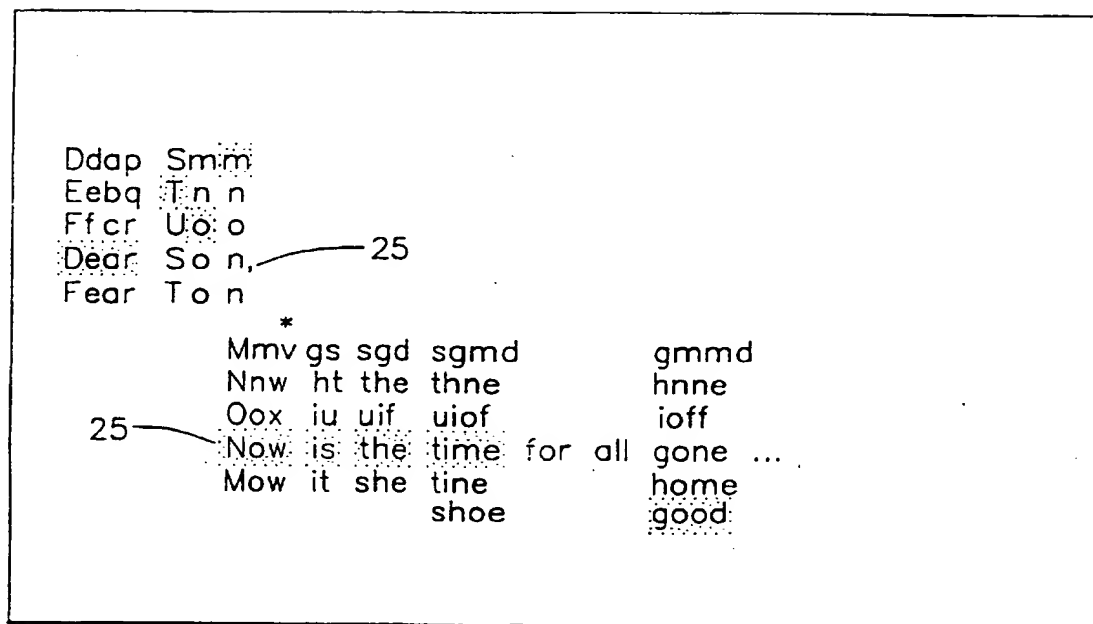 Ddap Smm
Eebq Tn n
Ffcr Uo o
Dear So n, 25
Fear To n
*
Mmv gs sgd sgmd gmmd
Nnw ht the thne hnne
Oox iu uif uiof ioff
25 Now is the time for all gone ...
Mow it she tine home
shoe good